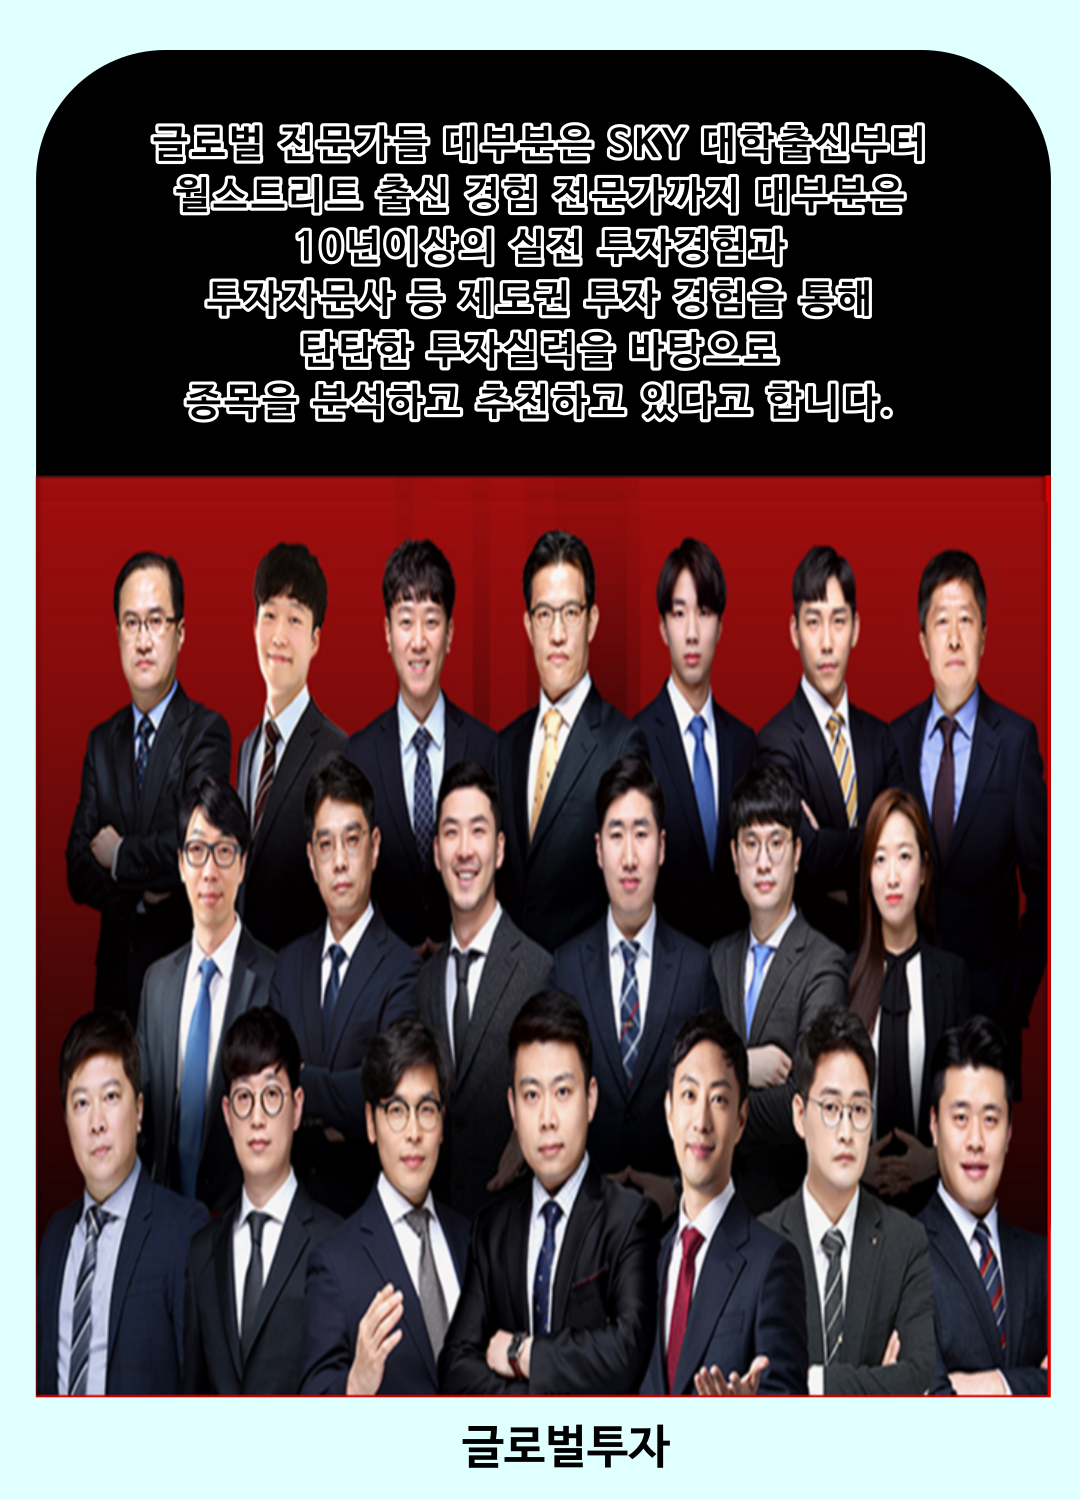 글로벌 전문가들 대부분은 SKY 대학출신부터
월스트리트 출신 경험 전문가까지 대부분은
10년이상의 실전 투자경험과
투자자문사 등 제도권 투자 경험을 통해
탄탄한 투자실력을 바탕으로
종목을 분석하고 추천하고 있다고 합니다.
글로벌투자